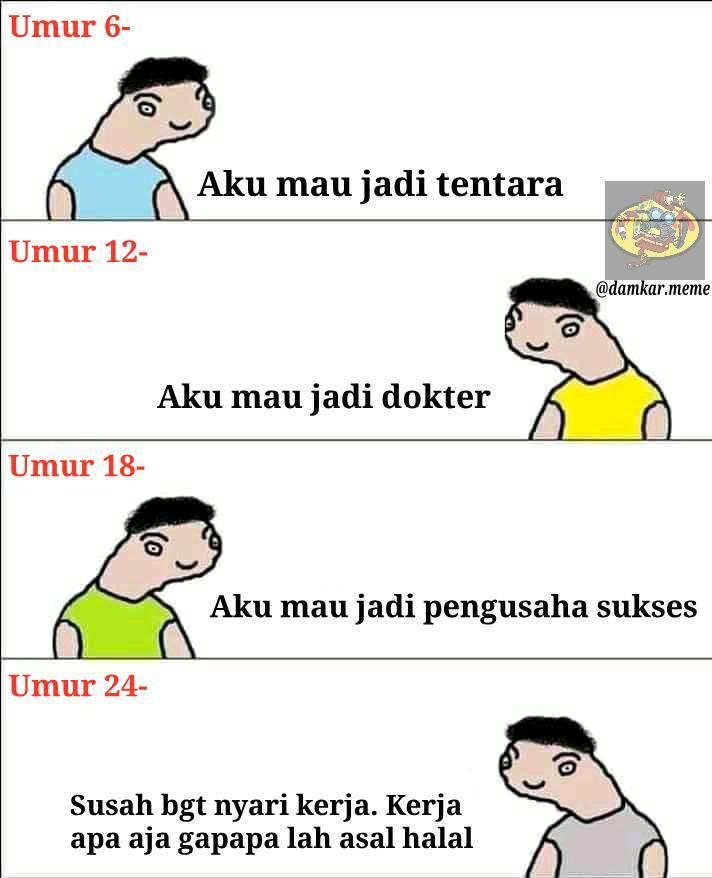 Umur 6-
Aku mau jadi tentara
@damkar.meme
Umur 12-
Aku mau jadi dokter
Umur 18-
Aku mau jadi pengusaha sukses
Umur 24-
Susah bgt nyari kerja. Kerja
apa aja gapapa lah asal halal